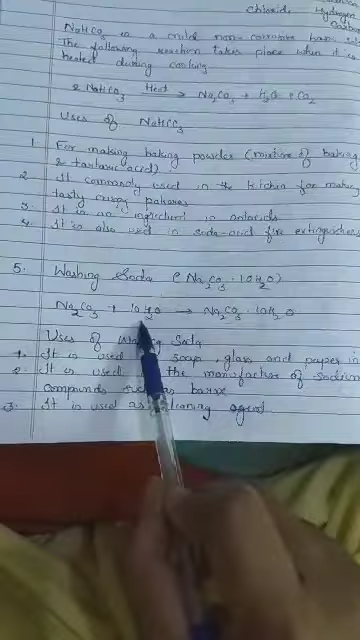 chloride Hydrogen
Carbon
NaHCO3 is a mild non-corrosive basic
The following reaction takes place when it is
heated during cooking
2 NaHCO3 Heat → Na2CO3 + H2O + CO2
Uses of NaHCO3
1. For making baking powder (mixture of baking
& tartaric acid)
2. It commonly used in the kitchen for making
tasty crispy pakoras
3. It is an ingredient in antacids
4. It is also used in soda-acid fire extinguishers
5. Washing Soda (Na2CO3 · 10H2O)
Na2CO3 + 10H2O → Na2CO3 · 10H2O
Uses of Washing Soda
1. It is used soap, glass and paper in
2. It is used the manufacture of sodium
compounds such as borax
3. It is used as cleaning agent